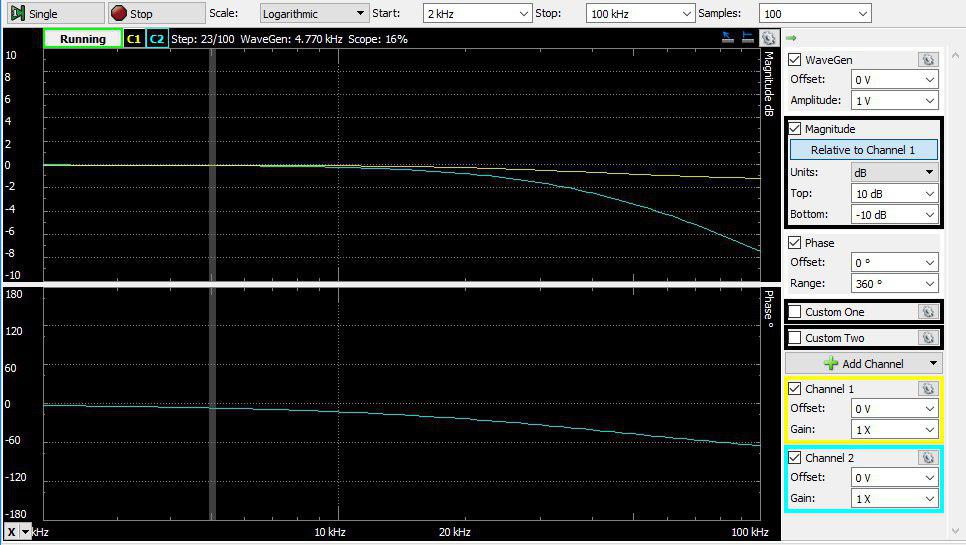 Single Stop Scale: Logarithmic Start: 2 kHz Stop: 100 kHz Samples: 100
Running C1 C2 Step: 23/100 WaveGen: 4.770 kHz Scope: 16%
10
8
6
4
2
0
-2
-4
-6
-8
-10
Magnitude dB
180
120
60
0
-60
-120
-180
Phase °
X kHz 10 kHz 20 kHz 100 kHz
WaveGen
Offset: 0 V
Amplitude: 1 V
Magnitude
Relative to Channel 1
Units: dB
Top: 10 dB
Bottom: -10 dB
Phase
Offset: 0 °
Range: 360 °
Custom One
Custom Two
Add Channel
Channel 1
Offset: 0 V
Gain: 1 X
Channel 2
Offset: 0 V
Gain: 1 X